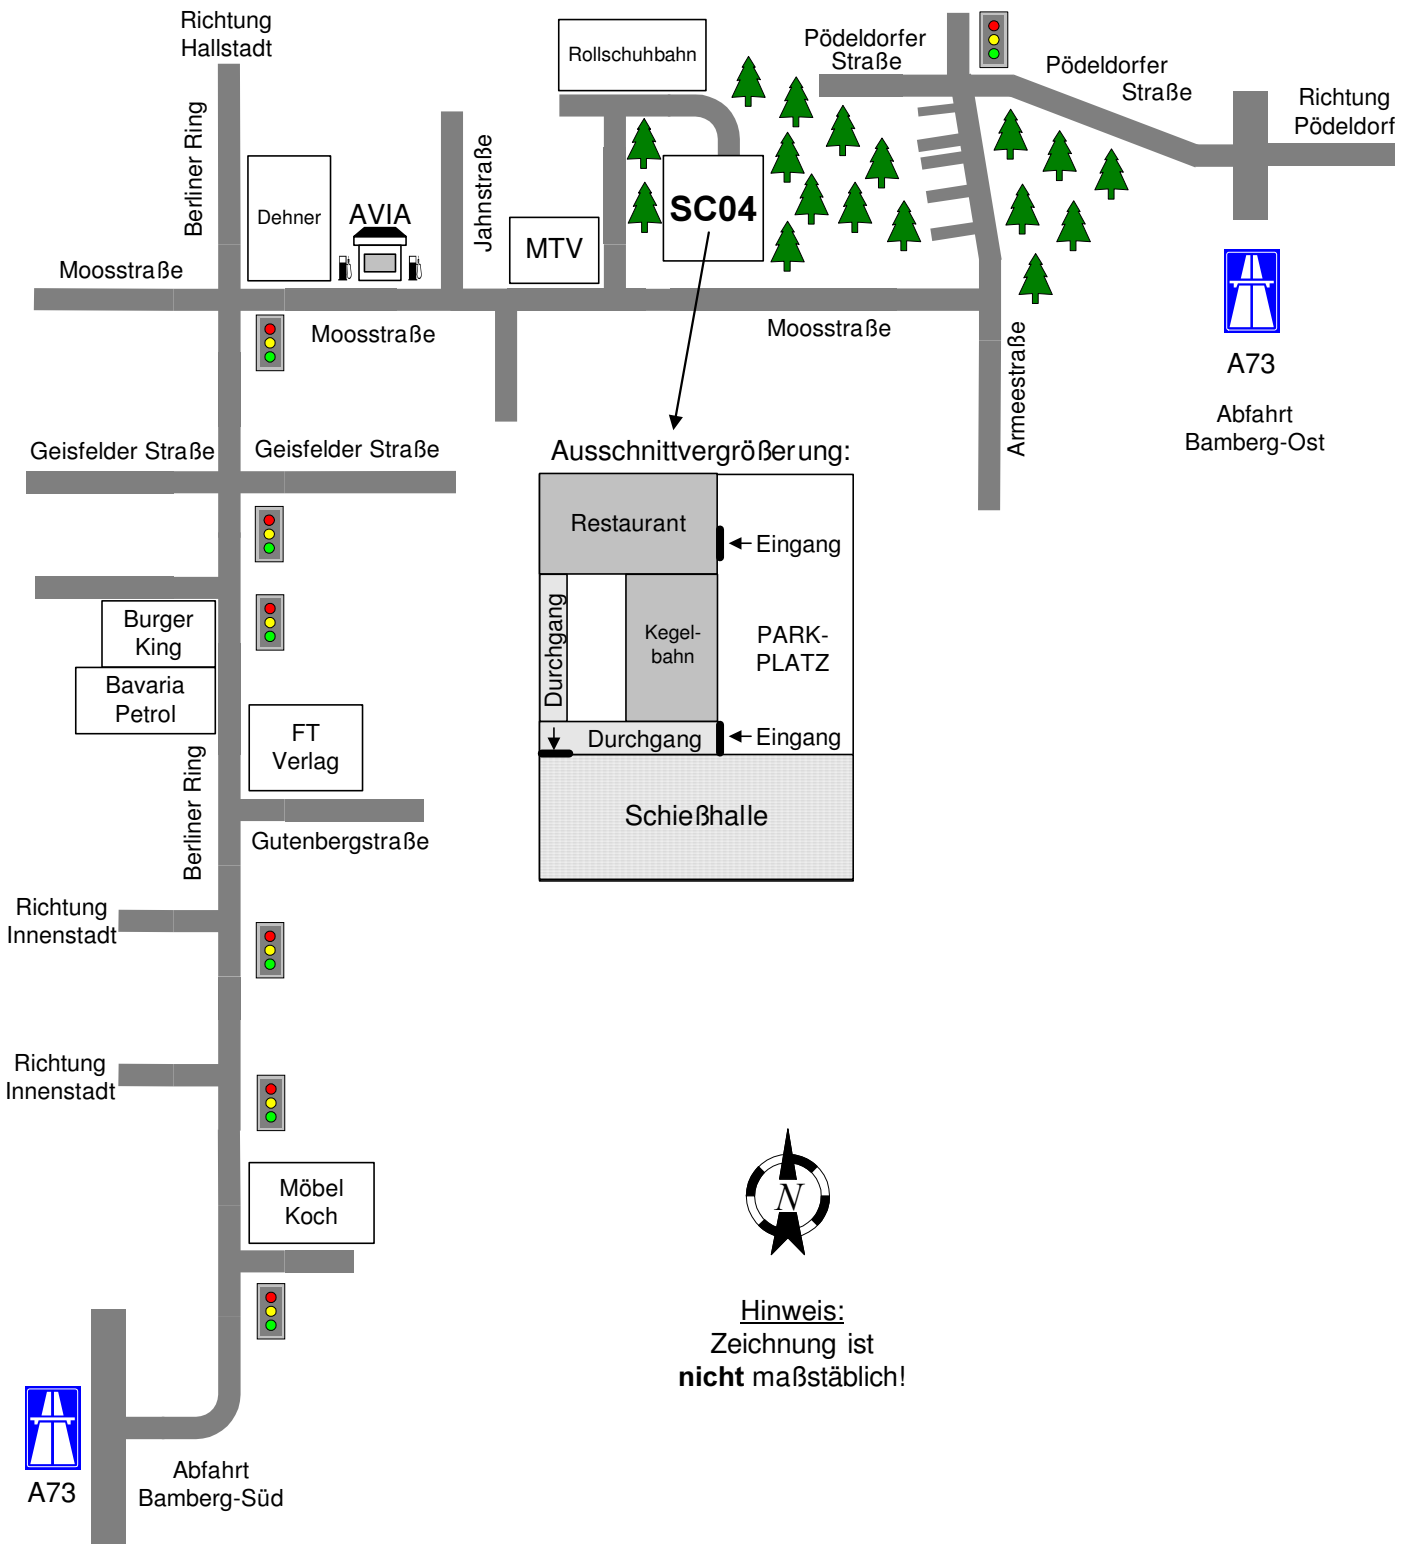 Richtung
Hallstadt
Berliner Ring
Dehner
AVIA
Jahnstraße
Rollschuhbahn
MTV
SC04
Pödeldorfer
Straße
Pödeldorfer
Straße
Richtung
Pödeldorf
Moosstraße
Moosstraße
Moosstraße
Armeestraße
A73
Abfahrt
Bamberg-Ost
Geisfelder Straße
Geisfelder Straße
Ausschnittvergrößerung:
Restaurant
Eingang
Durchgang
Kegel-
bahn
PARK-
PLATZ
Durchgang
Eingang
Schießhalle
Burger
King
Bavaria
Petrol
FT
Verlag
Berliner Ring
Gutenbergstraße
Richtung
Innenstadt
Richtung
Innenstadt
Möbel
Koch
N
Hinweis:
Zeichnung ist
nicht maßstäblich!
A73
Abfahrt
Bamberg-Süd